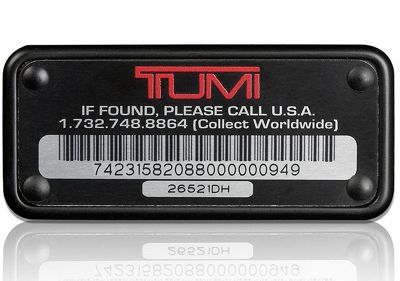 TUMI
IF FOUND, PLEASE CALL U.S.A.
1.732.748.8864 (Collect Worldwide)
74231582088000000949
26521DH